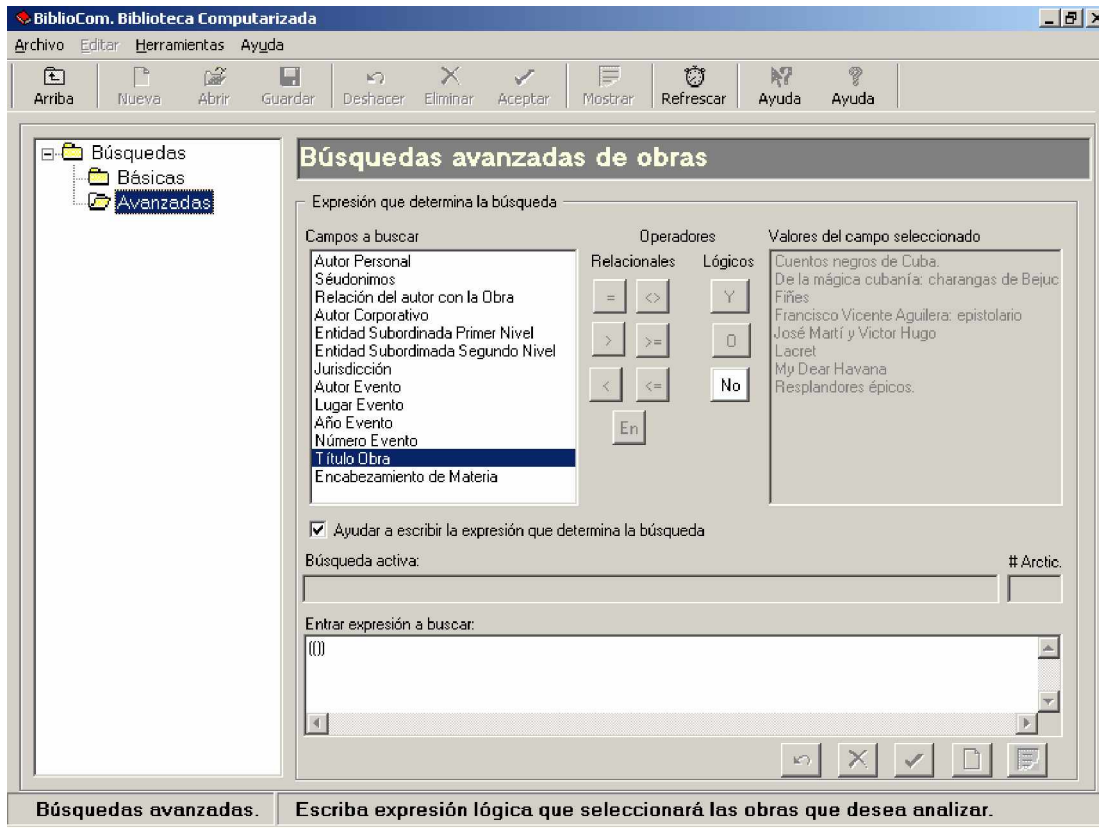 BiblioCom. Biblioteca Computarizada
Archivo Editar Herramientas Ayuda
Arriba Nueva Abrir Guardar Deshacer Eliminar Aceptar Mostrar Refrescar Ayuda Ayuda
Búsquedas
Básicas
Avanzadas
Búsquedas avanzadas de obras
Expresión que determina la búsqueda
Campos a buscar
Autor Personal
Séudonimos
Relación del autor con la Obra
Autor Corporativo
Entidad Subordinada Primer Nivel
Entidad Subordimada Segundo Nivel
Jurisdicción
Autor Evento
Lugar Evento
Año Evento
Número Evento
Título Obra
Encabezamiento de Materia
Operadores
Relacionales Lógicos
= <> Y
> >= O
< <= No
En
Valores del campo seleccionado
Cuentos negros de Cuba.
De la mágica cubanía: charangas de Bejuc
Fiñes
Francisco Vicente Aguilera: epistolario
José Martí y Victor Hugo
Lacret
My Dear Havana
Resplandores épicos.
Ayudar a escribir la expresión que determina la búsqueda
Búsqueda activa: # Arctic.
Entrar expresión a buscar:
(())
Búsquedas avanzadas. Escriba expresión lógica que seleccionará las obras que desea analizar.